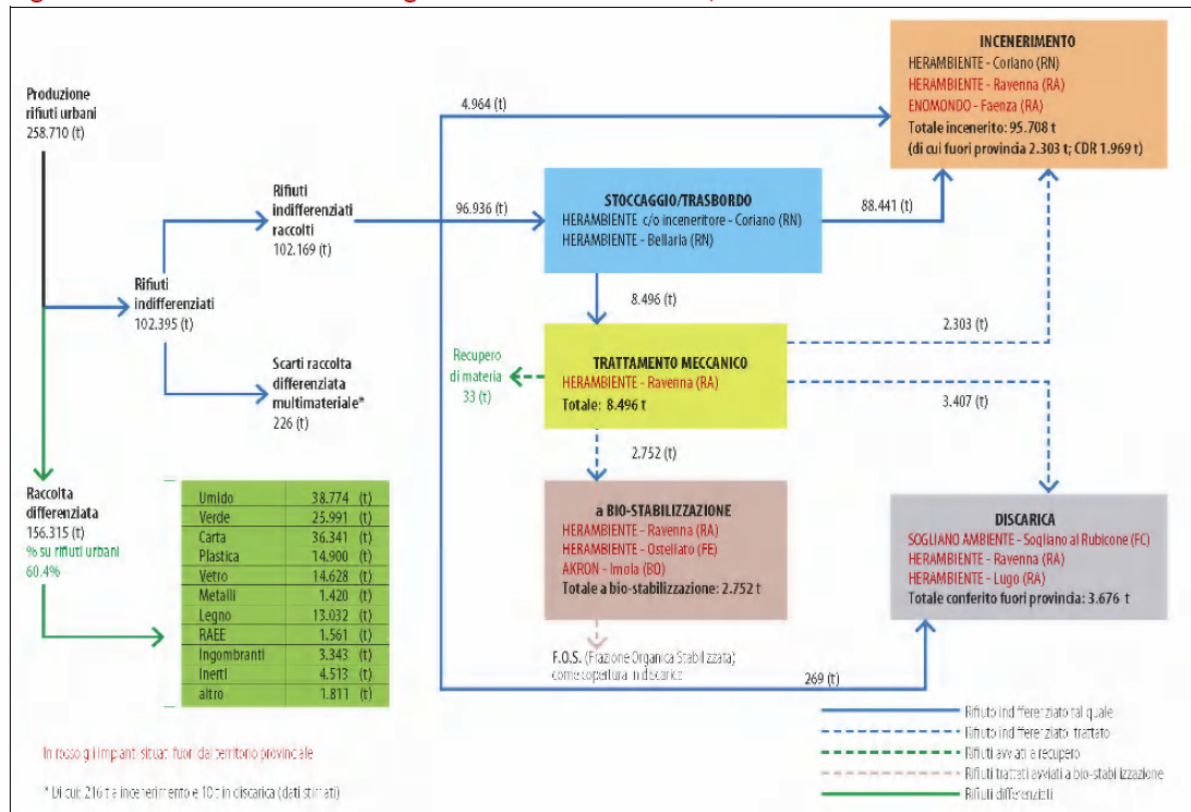 Produzione
rifiuti urbani
258.710 (t)
Rifiuti
indifferenziati
102.395 (t)
Rifiuti
indifferenziati
raccolti
102.169 (t)
Scarti raccolta
differenziata
multimateriale*
226 (t)
Raccolta
differenziata
156.315 (t)
% su rifiuti urbani
60.4%
Umido 38.774 (t)
Verde 25.991 (t)
Carta 36.341 (t)
Plastica 14.900 (t)
Vetro 14.628 (t)
Metalli 1.420 (t)
Legno 13.032 (t)
RAEE 1.561 (t)
Ingombranti 3.343 (t)
Inerti 4.513 (t)
altro 1.811 (t)
4.964 (t)
96.936 (t)
STOCCAGGIO/TRASBORDO
HERAMBIENTE c/o inceneritore - Coriano (RN)
HERAMBIENTE - Bellaria (RN)
88.441 (t)
INCENERIMENTO
HERAMBIENTE - Coriano (RN)
HERAMBIENTE - Ravenna (RA)
ENOMONDO - Faenza (RA)
Totale incenerito: 95.708 t
(di cui fuori provincia 2.303 t; CDR 1.969 t)
8.496 (t)
2.303 (t)
Recupero
di materia
33 (t)
TRATTAMENTO MECCANICO
HERAMBIENTE - Ravenna (RA)
Totale: 8.496 t
3.407 (t)
2.752 (t)
a BIO-STABILIZZAZIONE
HERAMBIENTE - Ravenna (RA)
HERAMBIENTE - Ostellato (FE)
AKRON - Imola (BO)
Totale a bio-stabilizzazione: 2.752 t
DISCARICA
SOGLIANO AMBIENTE - Sogliano al Rubicone (FC)
HERAMBIENTE - Ravenna (RA)
HERAMBIENTE - Lugo (RA)
Totale conferito fuori provincia: 3.676 t
F.O.S. (Frazione Organica Stabilizzata)
come copertura in discarica
269 (t)
Rifiuto indifferenziato tal quale
Rifiuto indifferenziato trattato
Rifiuti avviati a recupero
Rifiuti trattati avviati a bio-stabilizzazione
Rifiuti differenziati
In rosso gli impianti situati fuori dal territorio provinciale
* Di cui: 216 t a incenerimento e 10 t in discarica (dati stimati)